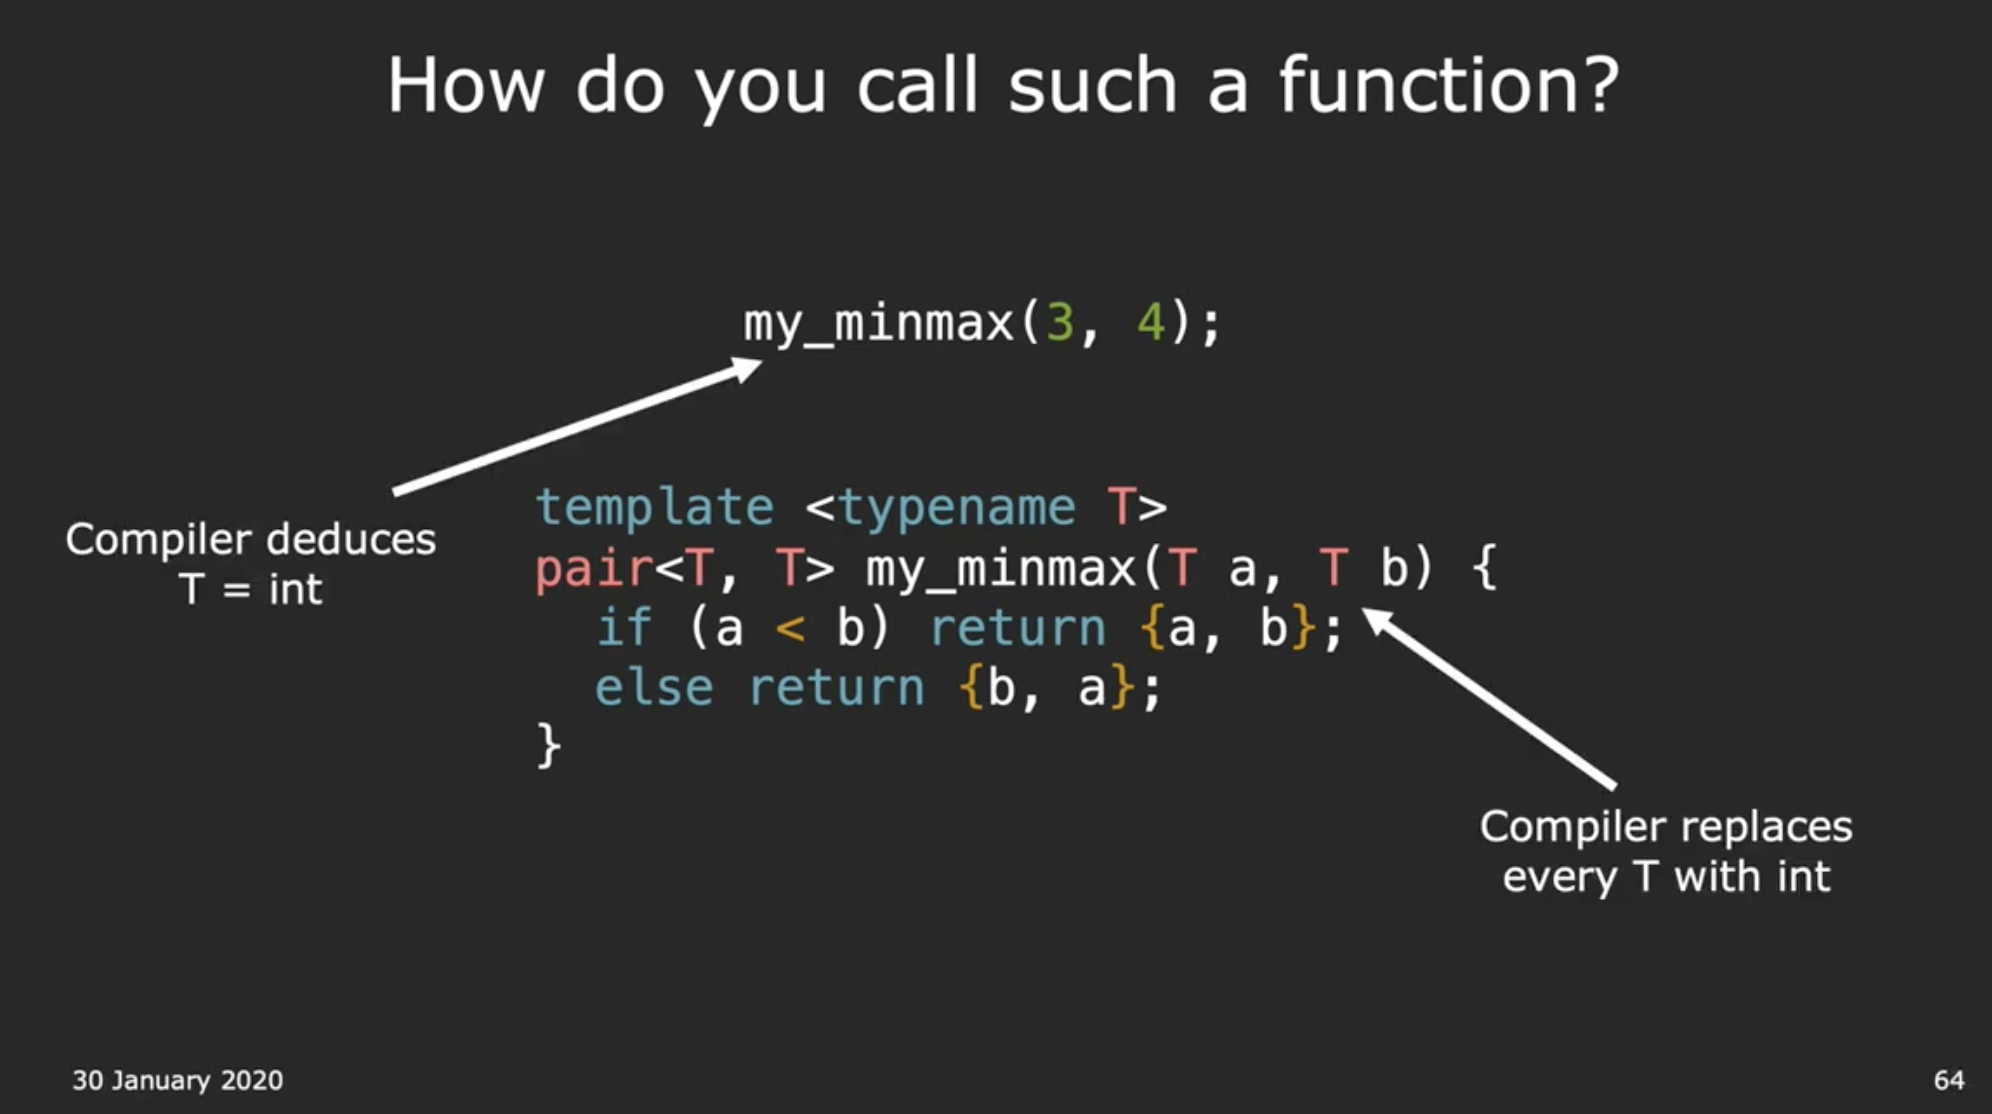 How do you call such a function?
my_minmax(3, 4);
Compiler deduces
T = int
template <typename T>
pair<T, T> my_minmax(T a, T b) {
if (a < b) return {a, b};
else return {b, a};
}
Compiler replaces
every T with int
30 January 2020
64